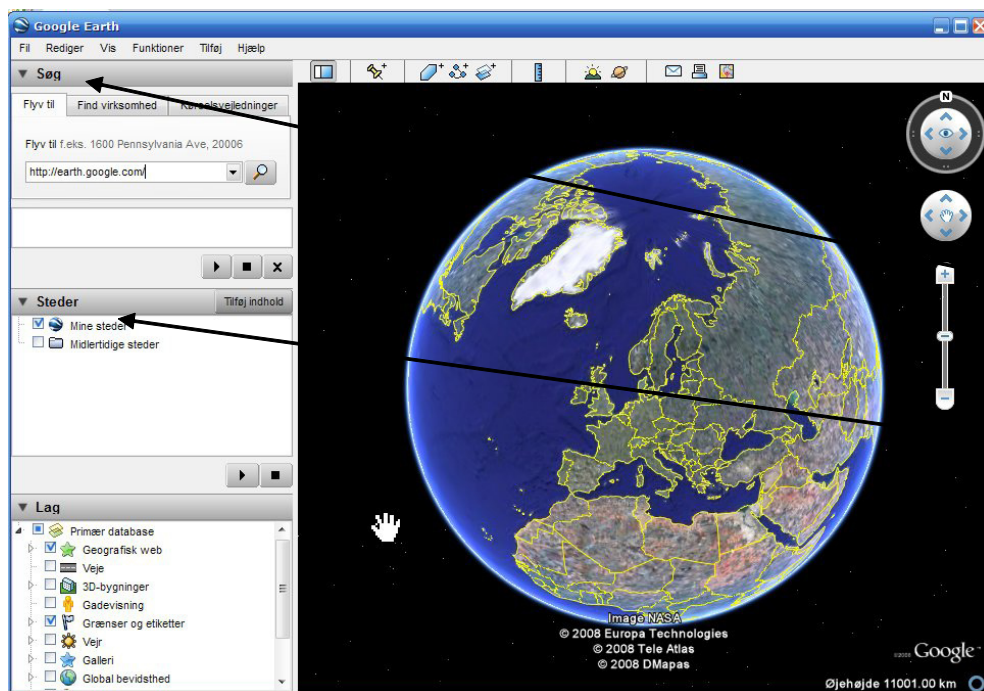 Google Earth
Fil Rediger Vis Funktioner Tilføj Hjælp
Søg
Flyv til Find virksomhed Kørselsvejledninger
Flyv til f.eks. 1600 Pennsylvania Ave, 20006
http://earth.google.com/
Steder Tilføj indhold
Mine steder
Midlertidige steder
Lag
Primær database
Geografisk web
Veje
3D-bygninger
Gadevisning
Grænser og etiketter
Vejr
Galleri
Global bevidsthed
N
Image NASA
© 2008 Europa Technologies
© 2008 Tele Atlas
© 2008 DMapas
©2008 Google™
Øjehøjde 11001.00 km